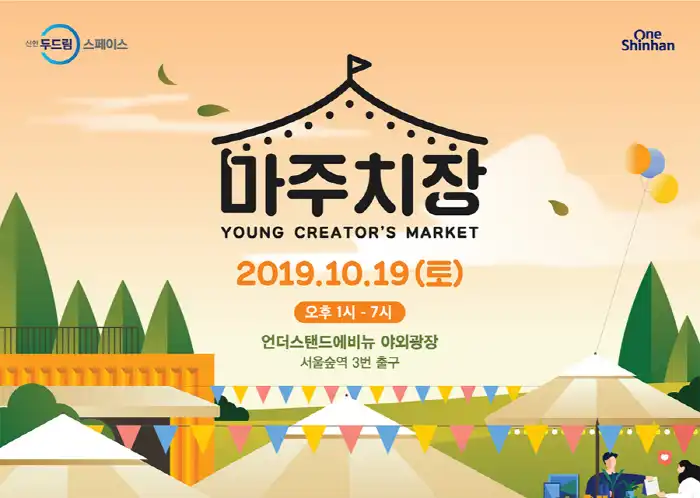 신한 두드림 스페이스
One
Shinhan
마주치장
YOUNG CREATOR'S MARKET
2019.10.19 (토)
오후 1시 - 7시
언더스탠드에비뉴 야외광장
서울숲역 3번 출구